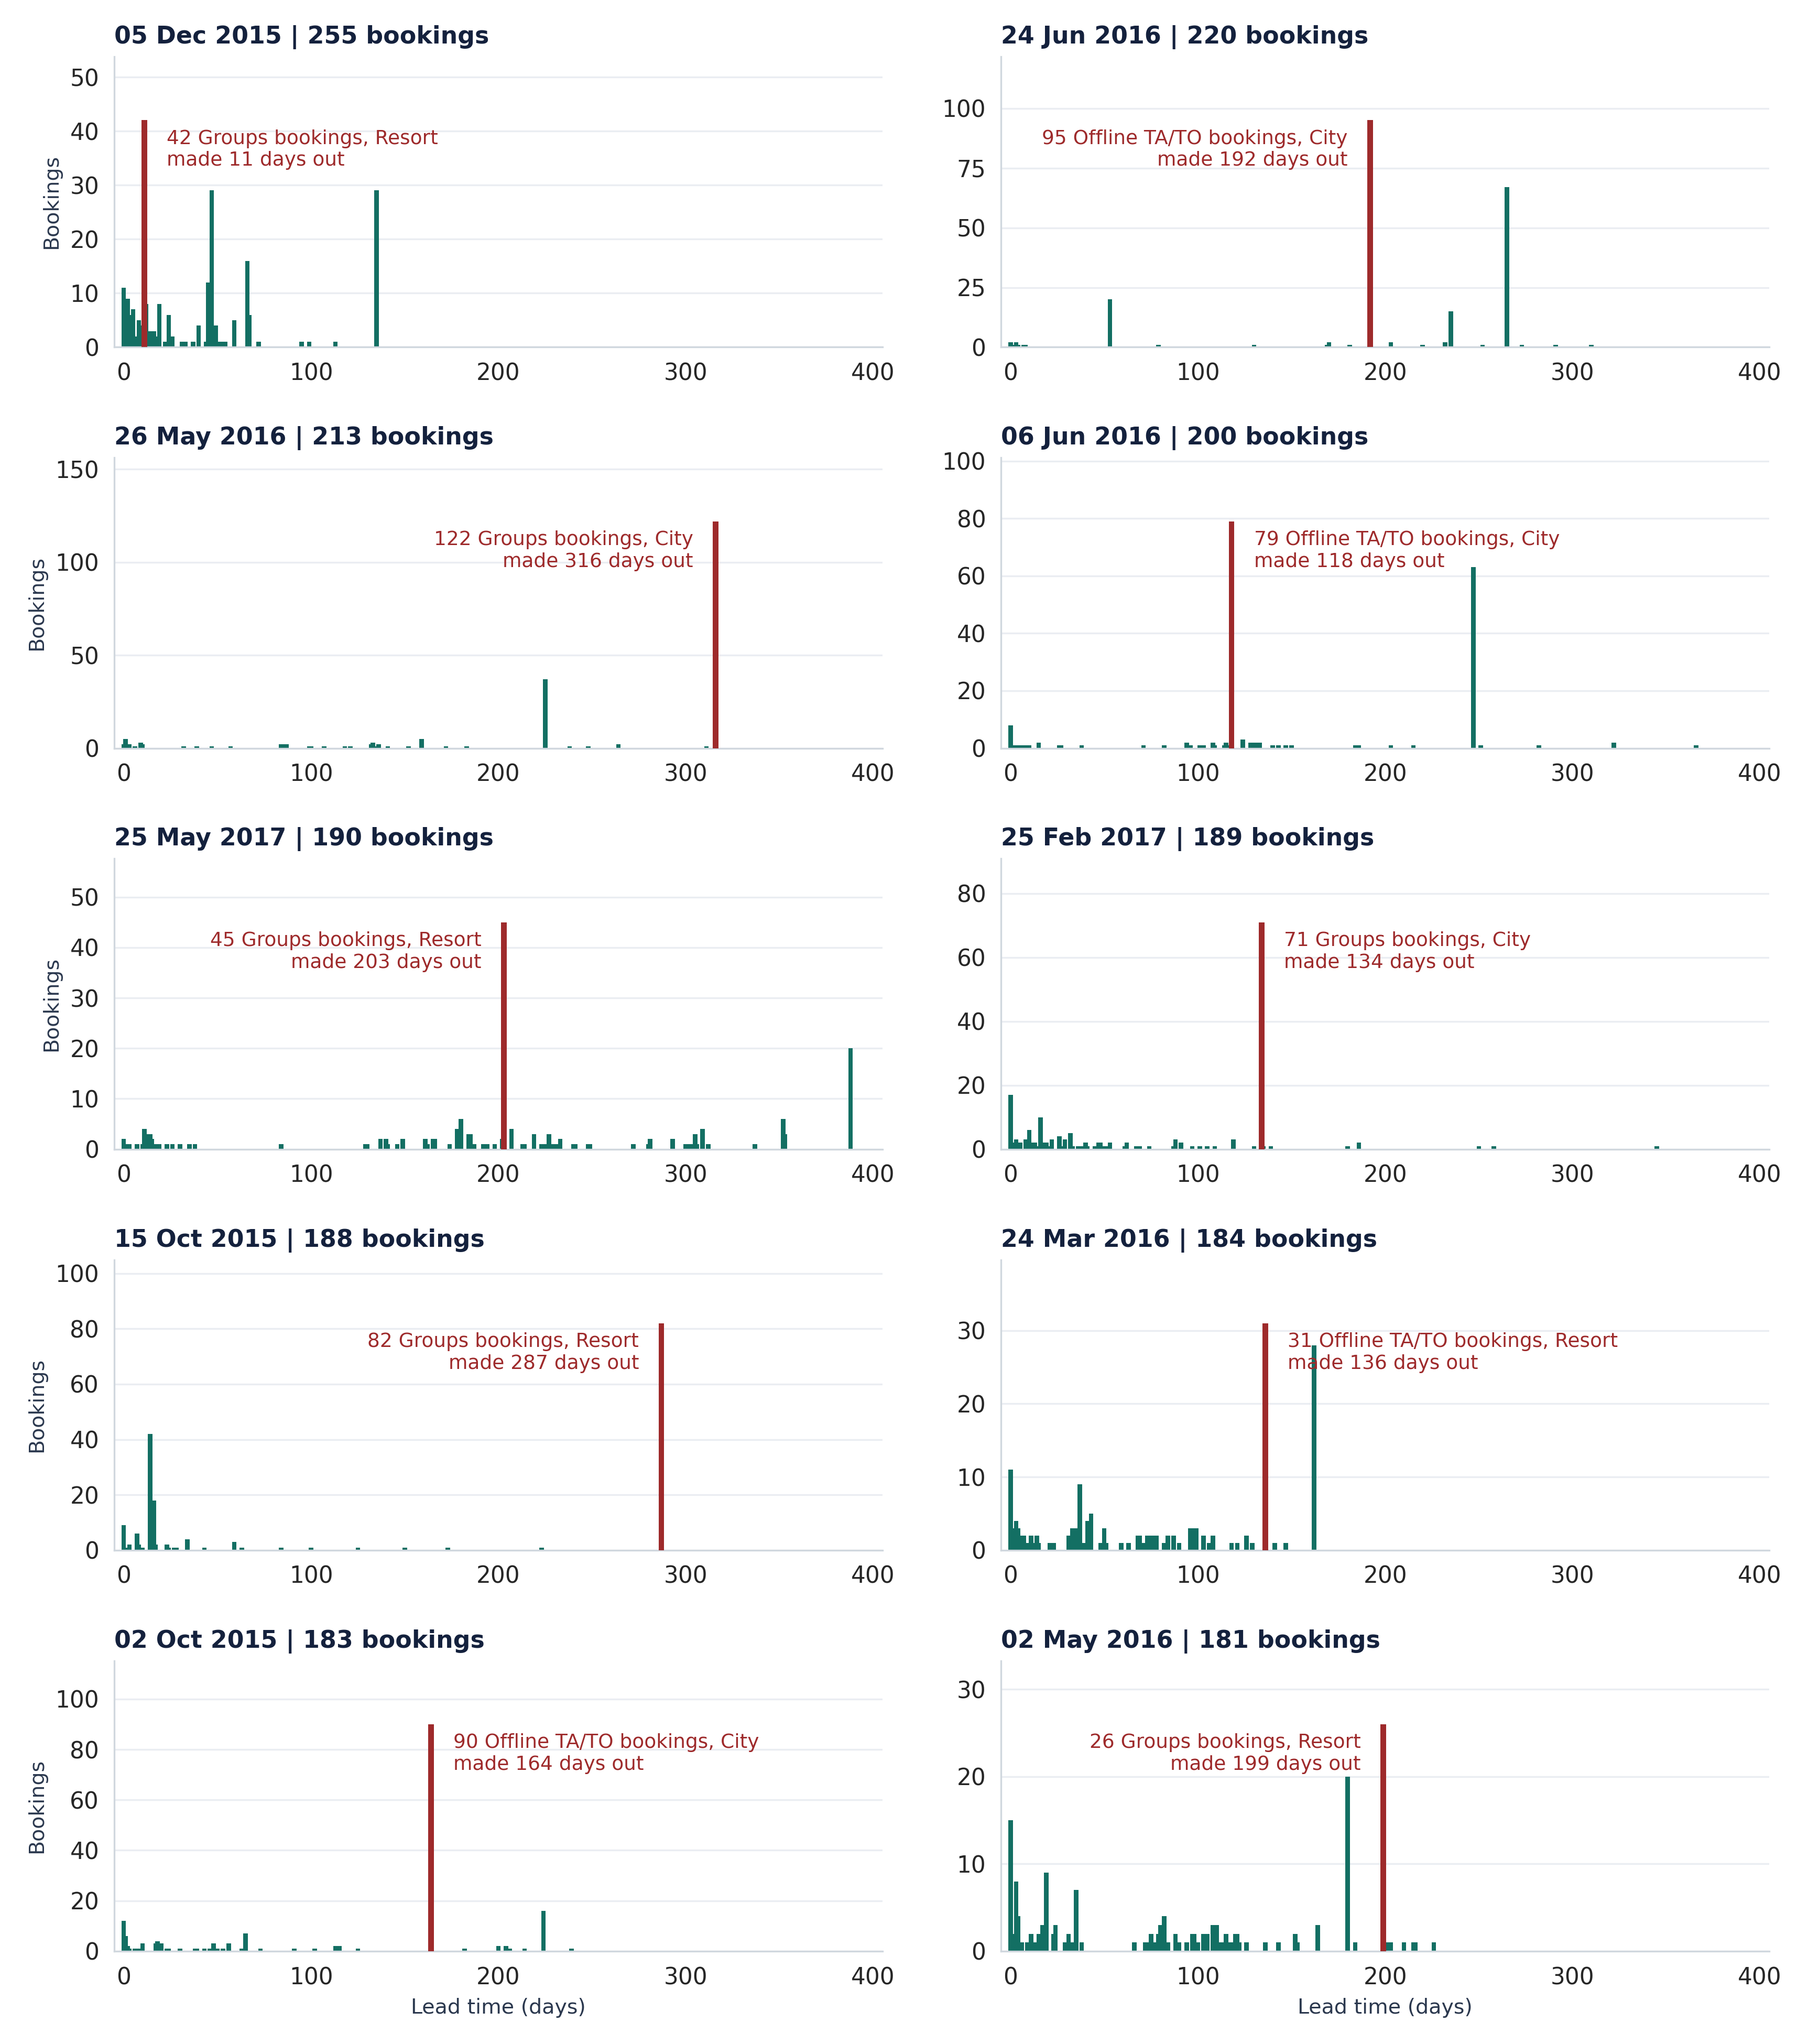 05 Dec 2015 | 255 bookings
50
40
30
20
10
0
Bookings
42 Groups bookings, Resort
made 11 days out
0 100 200 300 400
24 Jun 2016 | 220 bookings
100
75
50
25
0
95 Offline TA/TO bookings, City
made 192 days out
0 100 200 300 400
26 May 2016 | 213 bookings
150
100
50
0
Bookings
122 Groups bookings, City
made 316 days out
0 100 200 300 400
06 Jun 2016 | 200 bookings
100
80
60
40
20
0
79 Offline TA/TO bookings, City
made 118 days out
0 100 200 300 400
25 May 2017 | 190 bookings
50
40
30
20
10
0
Bookings
45 Groups bookings, Resort
made 203 days out
0 100 200 300 400
25 Feb 2017 | 189 bookings
80
60
40
20
0
71 Groups bookings, City
made 134 days out
0 100 200 300 400
15 Oct 2015 | 188 bookings
100
80
60
40
20
0
Bookings
82 Groups bookings, Resort
made 287 days out
0 100 200 300 400
24 Mar 2016 | 184 bookings
30
20
10
0
31 Offline TA/TO bookings, Resort
made 136 days out
0 100 200 300 400
02 Oct 2015 | 183 bookings
100
80
60
40
20
0
Bookings
90 Offline TA/TO bookings, City
made 164 days out
0 100 200 300 400
Lead time (days)
02 May 2016 | 181 bookings
30
20
10
0
26 Groups bookings, Resort
made 199 days out
0 100 200 300 400
Lead time (days)